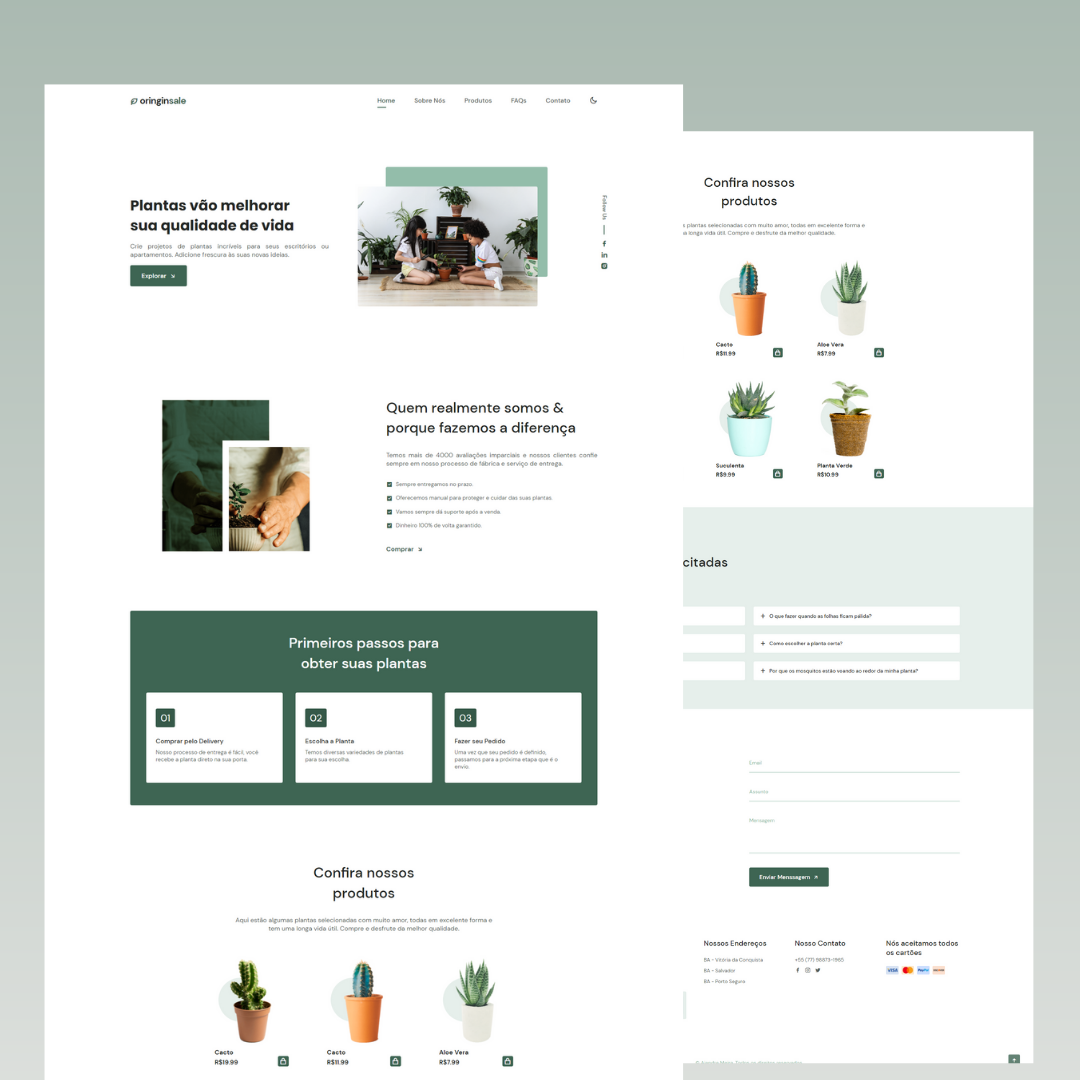 oringinsale
Home Sobre Nós Produtos FAQs Contato
Plantas vão melhorar
sua qualidade de vida
Crie projetos de plantas incríveis para seus escritórios ou
apartamentos. Adicione frescura às suas novas ideias.
Explorar
Follow Us
Quem realmente somos &
porque fazemos a diferença
Temos mais de 4000 avaliações imparciais e nossos clientes confie
sempre em nosso processo de fábrica e serviço de entrega.
Sempre entregamos no prazo.
Oferecemos manual para proteger e cuidar das suas plantas.
Vamos sempre dá suporte após a venda.
Dinheiro 100% de volta garantido.
Comprar
Primeiros passos para
obter suas plantas
01
Comprar pelo Delivery
Nosso processo de entrega é fácil, você
recebe a planta direto na sua porta.
02
Escolha a Planta
Temos diversas variedades de plantas
para sua escolha.
03
Fazer seu Pedido
Uma vez que seu pedido é definido,
passamos para a próxima etapa que é o
envio.
Confira nossos
produtos
Aqui estão algumas plantas selecionadas com muito amor, todas em excelente forma e
tem uma longa vida útil. Compre e desfrute da melhor qualidade.
Cacto
R$19.99
Cacto
R$11.99
Aloe Vera
R$7.99
Confira nossos
produtos
plantas selecionadas com muito amor, todas em excelente forma e
longa vida útil. Compre e desfrute da melhor qualidade.
Cacto
R$11.99
Aloe Vera
R$7.99
Suculenta
R$9.99
Planta Verde
R$10.99
citadas
O que fazer quando as folhas ficam pálida?
Como escolher a planta certa?
Por que os mosquitos estão voando ao redor da minha planta?
Email
Assunto
Mensagem
Enviar Menssagem
Nossos Endereços
BA - Vitória da Conquista
BA - Salvador
BA - Porto Seguro
Nosso Contato
Nós aceitamos todos
os cartões
VISA
PayPal